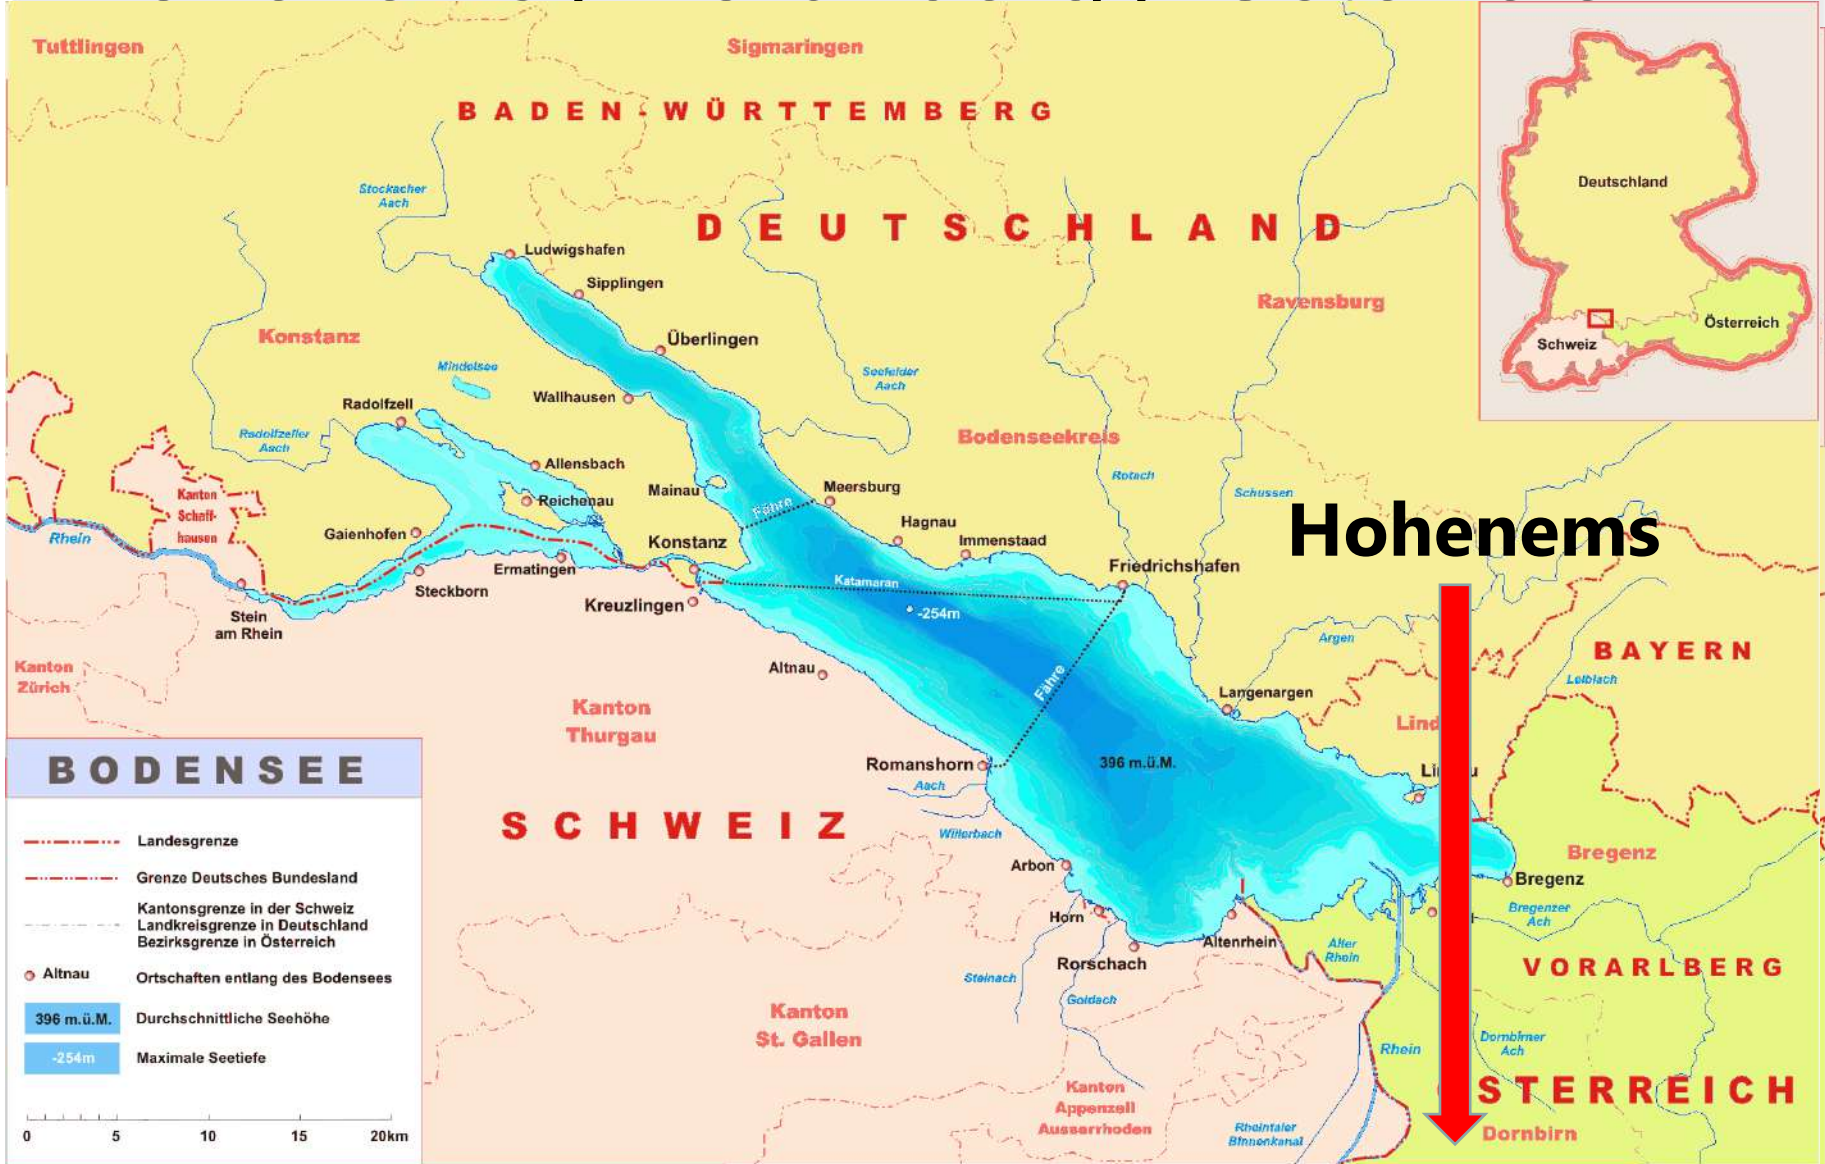 Tuttlingen
Sigmaringen
BADEN-WÜRTTEMBERG
Deutschland
Stockacher
Aach
DEUTSCHLAND
Ludwigshafen
Sipplingen
Ravensburg
Österreich
Schweiz
Konstanz
Überlingen
Mindelsee
Seefelder
Aach
Wallhausen
Radolfzell
Radolfzeller
Aach
Bodenseekreis
Allensbach
Rotach
Mainau
Meersburg
Schussen
Kanton
Schaff-
hausen
Reichenau
Fähre
Hohenems
Hagnau
Gaienhofen
Rhein
Konstanz
Immenstaad
Ermatingen
Friedrichshafen
Katamaran
Steckborn
Kreuzlingen
-254m
Stein
am Rhein
Argen
BAYERN
Kanton
Zürich
Altnau
Fähre
Leiblach
Langenargen
Kanton
Thurgau
Lind
BODENSEE
Romanshorn
396 m.ü.M.
Li u
Aach
SCHWEIZ
Willerbach
Landesgrenze
Bregenz
Arbon
Grenze Deutsches Bundesland
Bregenz
Kantonsgrenze in der Schweiz
Landkreisgrenze in Deutschland
Bezirksgrenze in Österreich
Horn
Bregenzer
Ach
Altenrhein
Alter
Rhein
Rorschach
VORARLBERG
Altnau
Ortschaften entlang des Bodensees
Steinach
Goldach
396 m.ü.M.
Durchschnittliche Seehöhe
Kanton
St. Gallen
-254m
Maximale Seetiefe
Rhein
Dornbirner
Ach
Kanton
Appenzell
Ausserrhoden
STERREICH
0 5 10 15 20km
Rheintaler
Binnenkanal
Dornbirn